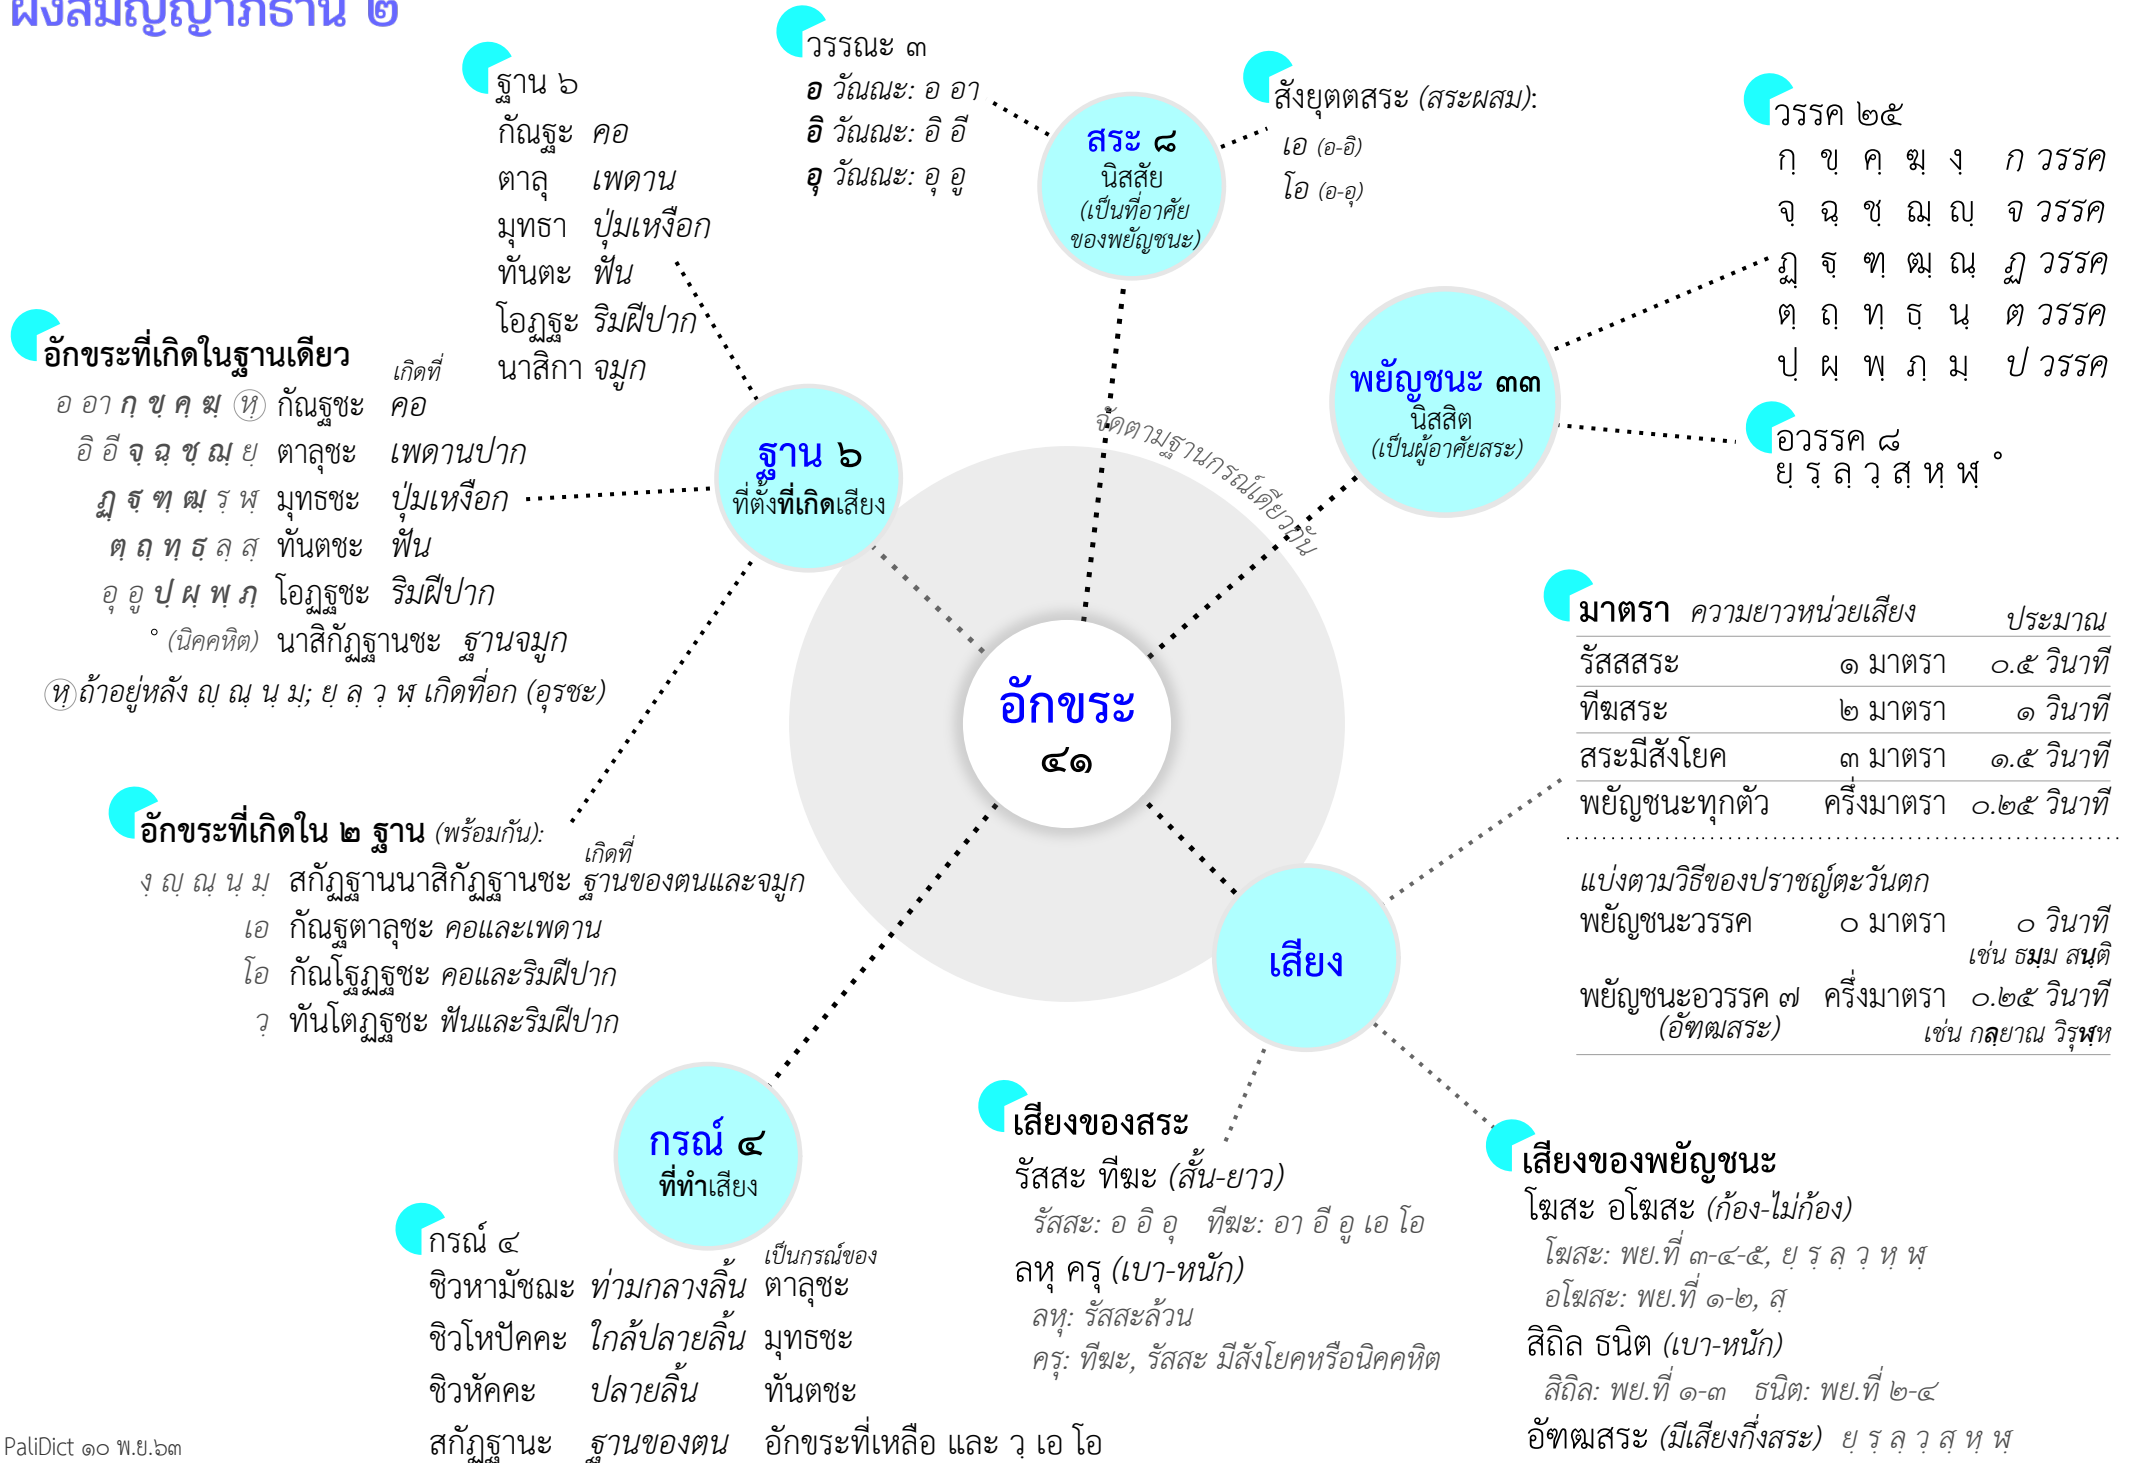 ผังสมัญญาภิธาน ๒
วรรณะ ๓
อ วัณณะ: อ อา
อิ วัณณะ: อิ อี
อุ วัณณะ: อุ อู
สระ ๘
นิสสัย
(เป็นที่อาศัย
ของพยัญชนะ)
สังยุตตสระ (สระผสม):
เอ (อ-อิ)
โอ (อ-อุ)
วรรค ๒๕
กฺ ขฺ คฺ ฆฺ งฺ ก วรรค
จฺ ฉฺ ชฺ ฌฺ ญฺ จ วรรค
ฏฺ ฐฺ ฑฺ ฒฺ ณฺ ฏ วรรค
ตฺ ถฺ ทฺ ธฺ นฺ ต วรรค
ปฺ ผฺ พฺ ภฺ มฺ ป วรรค
พยัญชนะ ๓๓
นิสสิต
(เป็นผู้อาศัยสระ)
อวรรค ๘
ยฺ รฺ ลฺ วฺ สฺ หฺ ฬฺ ํ
ฐาน ๖
กัณฐะ คอ
ตาลุ เพดาน
มุทธา ปุ่มเหงือก
ทันตะ ฟัน
โอฏฐะ ริมฝีปาก
นาสิกา จมูก
ฐาน ๖
ที่ตั้งที่เกิดเสียง
อักขระที่เกิดในฐานเดียว
เกิดที่
อ อา กฺ ขฺ คฺ ฆฺ หฺ กัณฐชะ คอ
อิ อี จฺ ฉฺ ชฺ ฌฺ ยฺ ตาลุชะ เพดานปาก
ฏฺ ฐฺ ฑฺ ฒฺ รฺ ฬฺ มุทธชะ ปุ่มเหงือก
ตฺ ถฺ ทฺ ธฺ ลฺ สฺ ทันตชะ ฟัน
อุ อู ปฺ ผฺ พฺ ภฺ โอฏฐชะ ริมฝีปาก
ํ (นิคคหิต) นาสิกัฏฐานชะ ฐานจมูก
หฺ ถ้าอยู่หลัง ญฺ ณฺ นฺ มฺ; ยฺ ลฺ วฺ ฬฺ เกิดที่อก (อุรชะ)
จัดตามฐานกรณ์เดียวกัน
อักขระ
๔๑
อักขระที่เกิดใน ๒ ฐาน (พร้อมกัน):
เกิดที่
งฺ ญฺ ณฺ นฺ มฺ สกัฏฐานนาสิกัฏฐานชะ ฐานของตนและจมูก
เอ กัณฐตาลุชะ คอและเพดาน
โอ กัณโฐฏฐชะ คอและริมฝีปาก
วฺ ทันโตฏฐชะ ฟันและริมฝีปาก
กรณ์ ๔
ที่ทำเสียง
กรณ์ ๔
เป็นกรณ์ของ
ชิวหามัชฌะ ท่ามกลางลิ้น ตาลุชะ
ชิวโหปัคคะ ใกล้ปลายลิ้น มุทธชะ
ชิวหัคคะ ปลายลิ้น ทันตชะ
สกัฏฐานะ ฐานของตน อักขระที่เหลือ และ วฺ เอ โอ
เสียง
มาตรา ความยาวหน่วยเสียง ประมาณ
รัสสสระ ๑ มาตรา ๐.๕ วินาที
ทีฆสระ ๒ มาตรา ๑ วินาที
สระมีสังโยค ๓ มาตรา ๑.๕ วินาที
พยัญชนะทุกตัว ครึ่งมาตรา ๐.๒๕ วินาที
แบ่งตามวิธีของปราชญ์ตะวันตก
พยัญชนะวรรค ๐ มาตรา ๐ วินาที
เช่น ธมฺม สนฺติ
พยัญชนะอวรรค ๗ ครึ่งมาตรา ๐.๒๕ วินาที
(อัฑฒสระ) เช่น กลฺยาณ วิรุฬฺห
เสียงของสระ
รัสสะ ทีฆะ (สั้น-ยาว)
รัสสะ: อ อิ อุ ทีฆะ: อา อี อู เอ โอ
ลหุ ครุ (เบา-หนัก)
ลหุ: รัสสะล้วน
ครุ: ทีฆะ, รัสสะ มีสังโยคหรือนิคคหิต
เสียงของพยัญชนะ
โฆสะ อโฆสะ (ก้อง-ไม่ก้อง)
โฆสะ: พย.ที่ ๓-๔-๕, ยฺ รฺ ลฺ วฺ หฺ ฬฺ
อโฆสะ: พย.ที่ ๑-๒, สฺ
สิถิล ธนิต (เบา-หนัก)
สิถิล: พย.ที่ ๑-๓ ธนิต: พย.ที่ ๒-๔
อัฑฒสระ (มีเสียงกึ่งสระ) ยฺ รฺ ลฺ วฺ สฺ หฺ ฬฺ
PaliDict ๑๐ พ.ย.๖๓